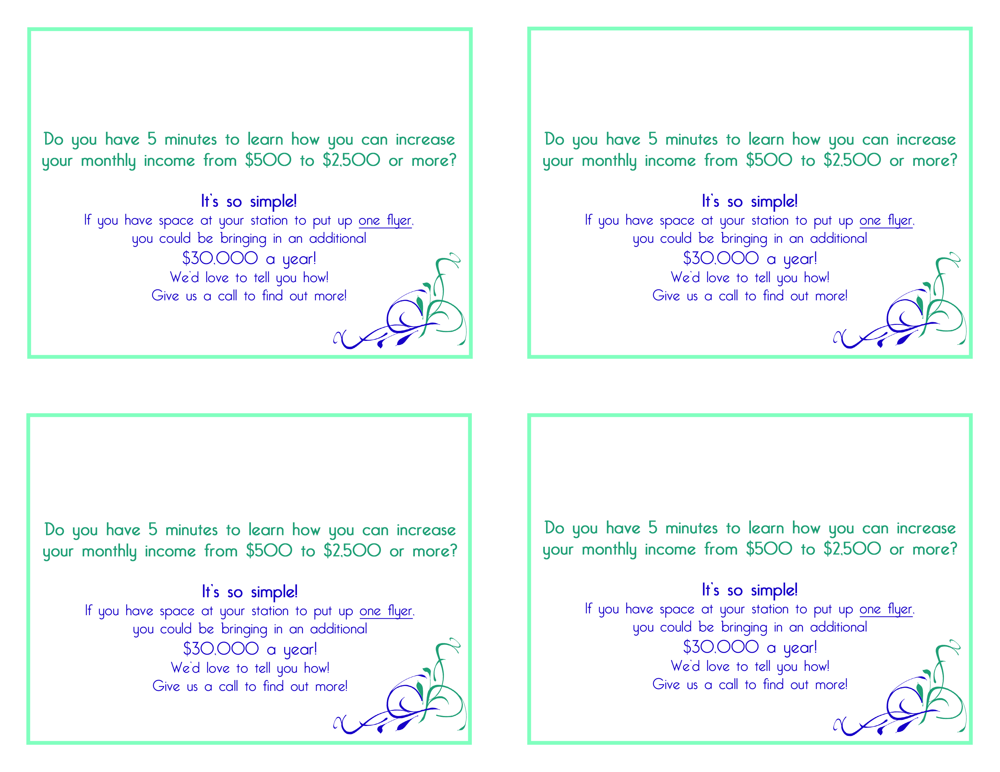 Do you have 5 minutes to learn how you can increase
your monthly income from $500 to $2,500 or more?
It's so simple!
If you have space at your station to put up one flyer,
you could be bringing in an additional
$30,000 a year!
We'd love to tell you how!
Give us a call to find out more!
Do you have 5 minutes to learn how you can increase
your monthly income from $500 to $2,500 or more?
It's so simple!
If you have space at your station to put up one flyer,
you could be bringing in an additional
$30,000 a year!
We'd love to tell you how!
Give us a call to find out more!
Do you have 5 minutes to learn how you can increase
your monthly income from $500 to $2,500 or more?
It's so simple!
If you have space at your station to put up one flyer,
you could be bringing in an additional
$30,000 a year!
We'd love to tell you how!
Give us a call to find out more!
Do you have 5 minutes to learn how you can increase
your monthly income from $500 to $2,500 or more?
It's so simple!
If you have space at your station to put up one flyer,
you could be bringing in an additional
$30,000 a year!
We'd love to tell you how!
Give us a call to find out more!